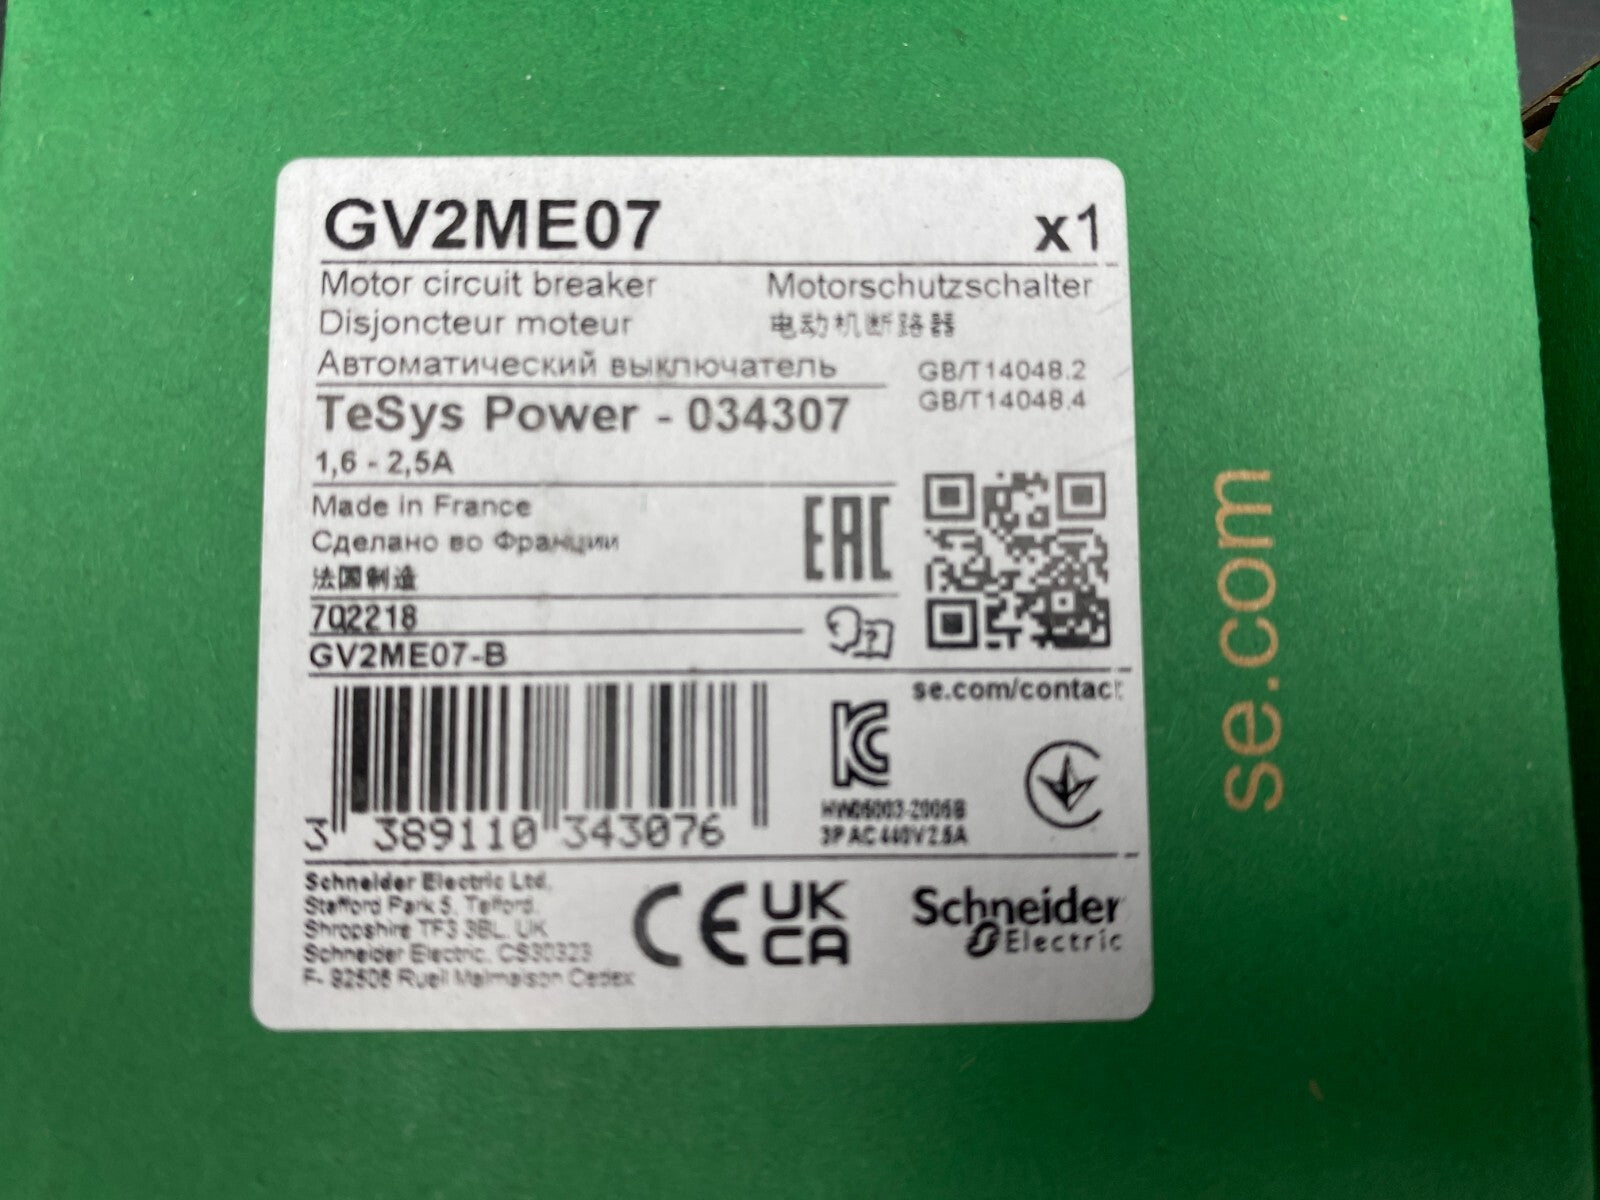 GV2ME07 x1
Motor circuit breaker Motorschutzschalter
Disjoncteur moteur 电动机断路器
Автоматический выключатель GB/T14048.2
GB/T14048.4
TeSys Power - 034307
1,6 - 2,5A
Made in France
Сделано во Франции
法国制造
EAC
7Q2218
GV2ME07-B
se.com/contact
3 389110 343076
HW06003-2006B
3P AC 440V 2.5A
Schneider Electric Ltd,
Stafford Park 5, Telford,
Shropshire TF3 3BL, UK
Schneider Electric, CS30323
F- 92506 Rueil Malmaison Cedex
CE
UK
CA
Schneider
Electric
se.com